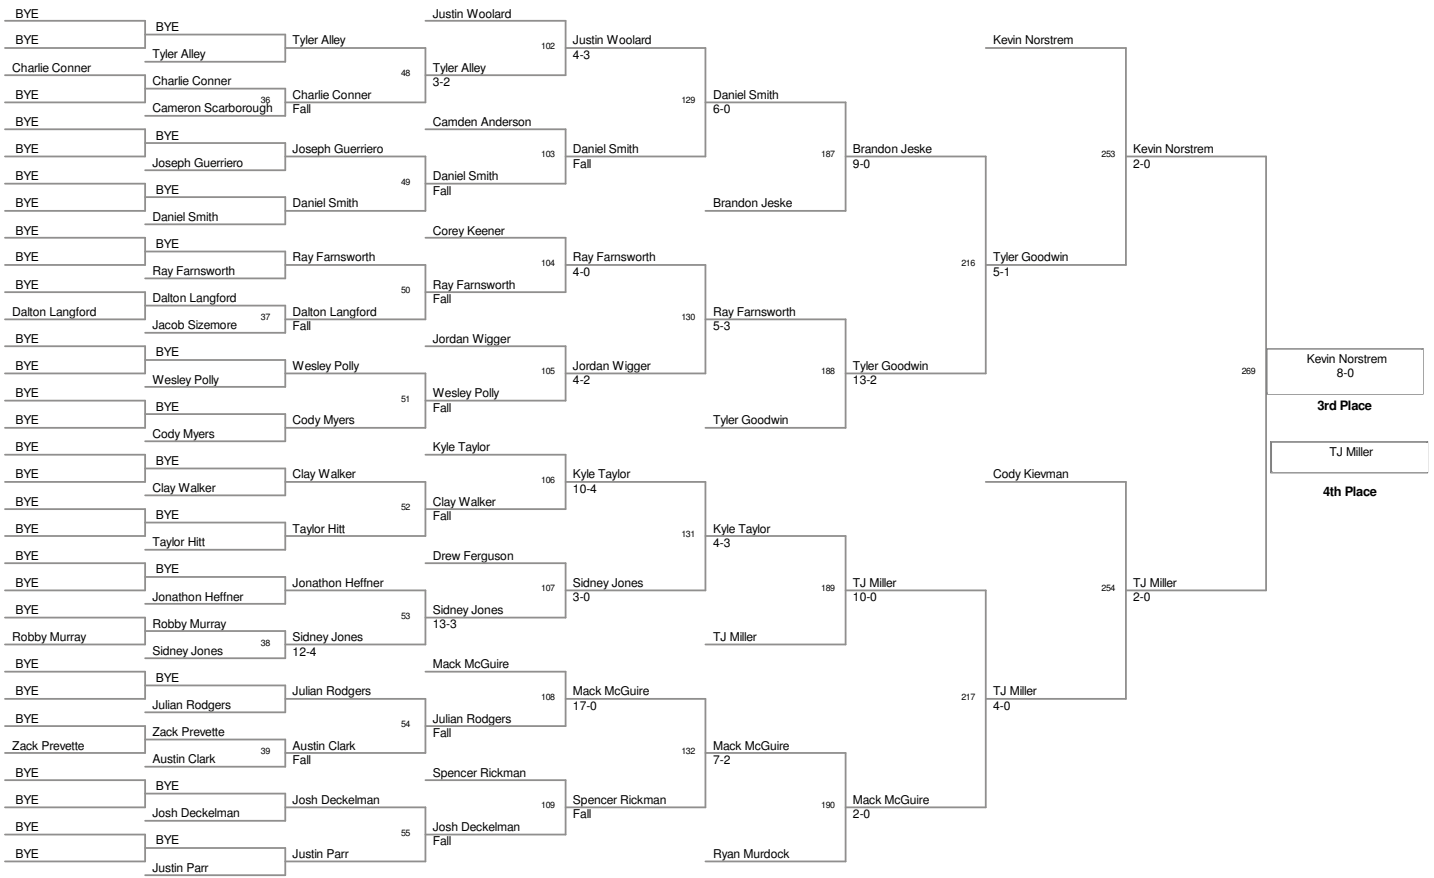 BYE
BYE
Justin Woolard
BYE
Tyler Alley
Tyler Alley
102
Justin Woolard
4-3
Kevin Norstrem
Charlie Conner
Charlie Conner
48
Tyler Alley
3-2
BYE
36
Cameron Scarborough
Charlie Conner
Fall
129
Daniel Smith
6-0
BYE
BYE
Camden Anderson
BYE
Joseph Guerriero
Joseph Guerriero
103
Daniel Smith
Fall
187
Brandon Jeske
9-0
253
Kevin Norstrem
2-0
BYE
BYE
49
Daniel Smith
Fall
BYE
Daniel Smith
Daniel Smith
Brandon Jeske
BYE
BYE
Corey Keener
BYE
Ray Farnsworth
Ray Farnsworth
104
Ray Farnsworth
4-0
216
Tyler Goodwin
5-1
BYE
Dalton Langford
50
Ray Farnsworth
Fall
Dalton Langford
Jacob Sizemore
37
Dalton Langford
Fall
130
Ray Farnsworth
5-3
BYE
BYE
Jordan Wigger
BYE
Wesley Polly
Wesley Polly
105
Jordan Wigger
4-2
188
Tyler Goodwin
13-2
269
Kevin Norstrem
8-0
3rd Place
BYE
BYE
51
Wesley Polly
Fall
BYE
Cody Myers
Cody Myers
Tyler Goodwin
BYE
BYE
Kyle Taylor
TJ Miller
4th Place
BYE
Clay Walker
Clay Walker
106
Kyle Taylor
10-4
Cody Kievman
BYE
BYE
52
Clay Walker
Fall
BYE
Taylor Hitt
Taylor Hitt
131
Kyle Taylor
4-3
BYE
BYE
Drew Ferguson
BYE
Jonathon Heffner
Jonathon Heffner
107
Sidney Jones
3-0
189
TJ Miller
10-0
254
TJ Miller
2-0
BYE
Robby Murray
53
Sidney Jones
13-3
Robby Murray
Sidney Jones
38
Sidney Jones
12-4
TJ Miller
BYE
BYE
Mack McGuire
BYE
Julian Rodgers
Julian Rodgers
108
Mack McGuire
17-0
217
TJ Miller
4-0
BYE
Zack Prevette
54
Julian Rodgers
Fall
Zack Prevette
Austin Clark
39
Austin Clark
Fall
132
Mack McGuire
7-2
BYE
BYE
Spencer Rickman
BYE
Josh Deckelman
Josh Deckelman
109
Spencer Rickman
Fall
190
Mack McGuire
2-0
BYE
BYE
55
Josh Deckelman
Fall
BYE
Justin Parr
Justin Parr
Ryan Murdock